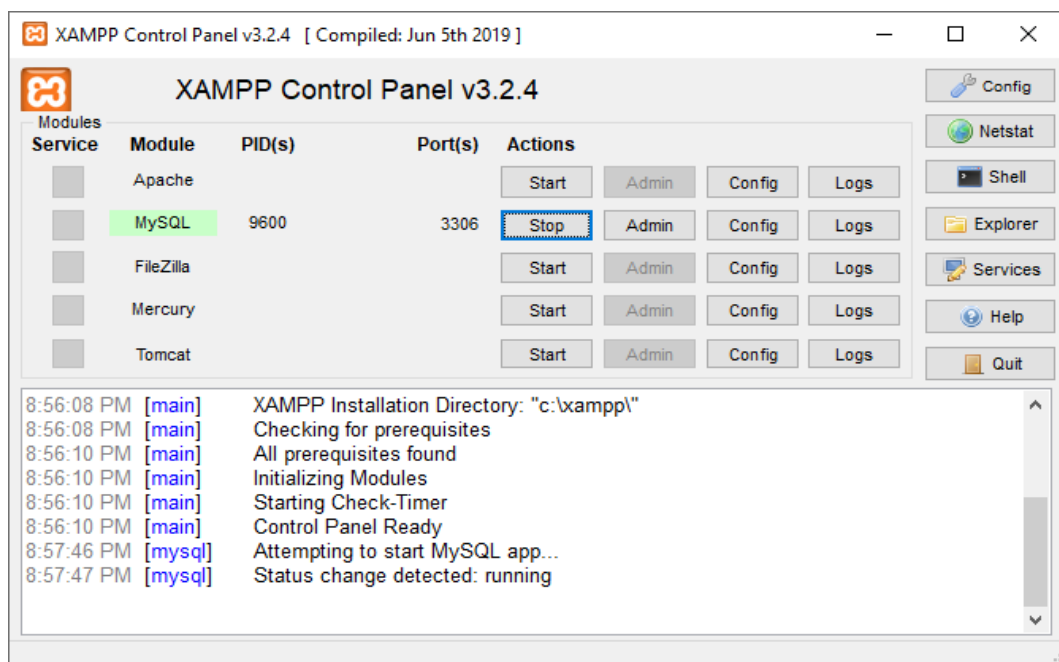 XAMPP Control Panel v3.2.4 [ Compiled: Jun 5th 2019 ]
XAMPP Control Panel v3.2.4
Config
Modules
Netstat
Service Module PID(s) Port(s) Actions
Apache Start Admin Config Logs
Shell
MySQL 9600 3306 Stop Admin Config Logs
Explorer
FileZilla Start Admin Config Logs
Services
Mercury Start Admin Config Logs
Help
Tomcat Start Admin Config Logs
Quit
8:56:08 PM [main] XAMPP Installation Directory: "c:\xampp\"
8:56:08 PM [main] Checking for prerequisites
8:56:10 PM [main] All prerequisites found
8:56:10 PM [main] Initializing Modules
8:56:10 PM [main] Starting Check-Timer
8:56:10 PM [main] Control Panel Ready
8:57:46 PM [mysql] Attempting to start MySQL app...
8:57:47 PM [mysql] Status change detected: running